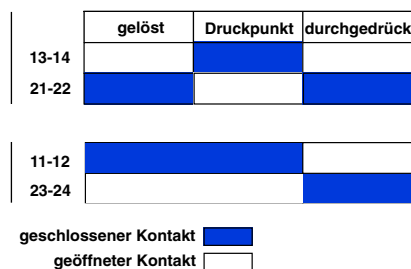 gelöst Druckpunkt durchgedrück
13-14
21-22
11-12
23-24
geschlossener Kontakt
geöffneter Kontakt